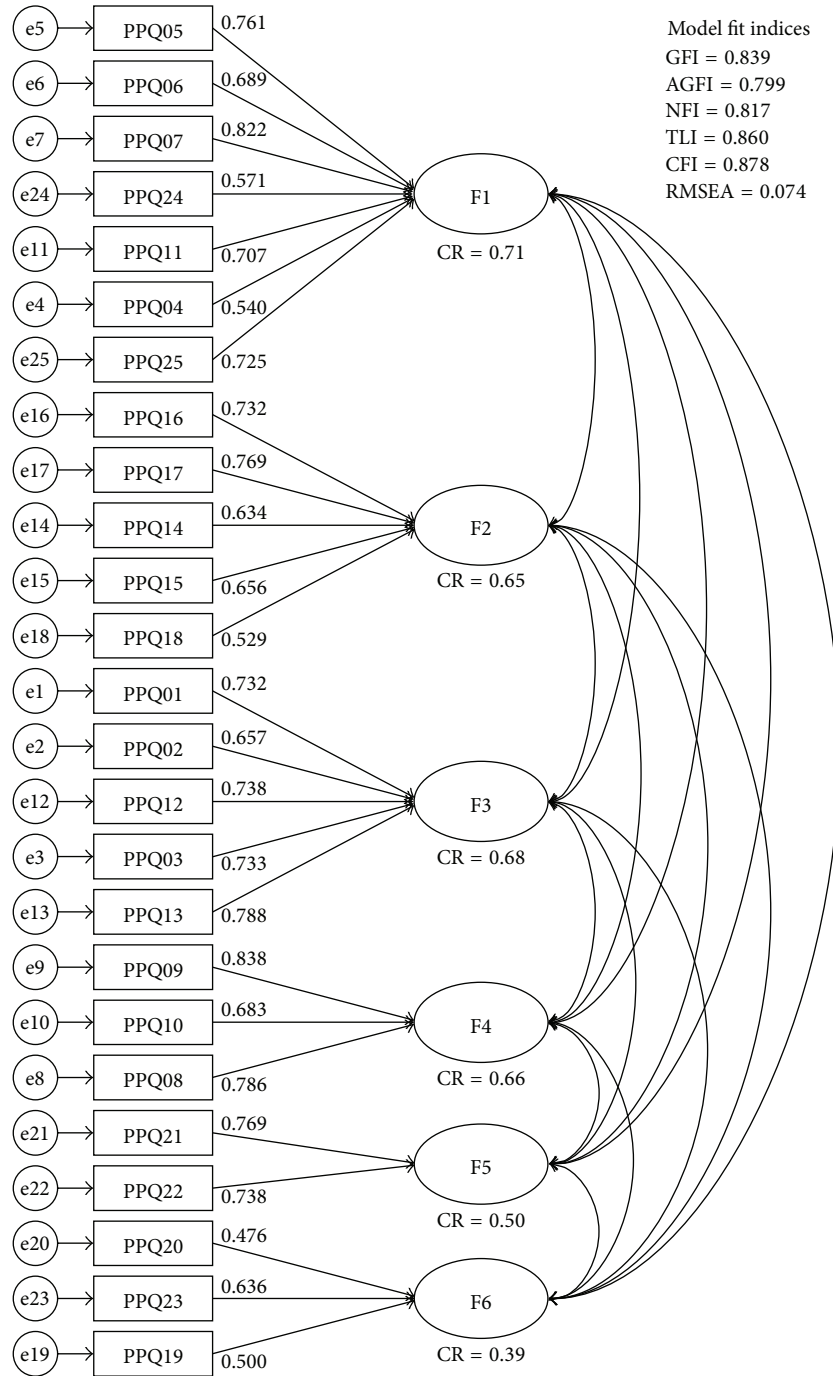 Model fit indices
GFI = 0.839
AGFI = 0.799
NFI = 0.817
TLI = 0.860
CFI = 0.878
RMSEA = 0.074
e5 PPQ05 0.761
e6 PPQ06 0.689
e7 PPQ07 0.822
e24 PPQ24 0.571
F1
e11 PPQ11 0.707
CR = 0.71
e4 PPQ04 0.540
e25 PPQ25 0.725
e16 PPQ16 0.732
e17 PPQ17 0.769
e14 PPQ14 0.634
F2
e15 PPQ15 0.656
CR = 0.65
e18 PPQ18 0.529
e1 PPQ01 0.732
e2 PPQ02 0.657
e12 PPQ12 0.738
F3
e3 PPQ03 0.733
CR = 0.68
e13 PPQ13 0.788
e9 PPQ09 0.838
e10 PPQ10 0.683
F4
e8 PPQ08 0.786
CR = 0.66
e21 PPQ21 0.769
F5
e22 PPQ22 0.738
CR = 0.50
e20 PPQ20 0.476
e23 PPQ23 0.636
F6
e19 PPQ19 0.500
CR = 0.39